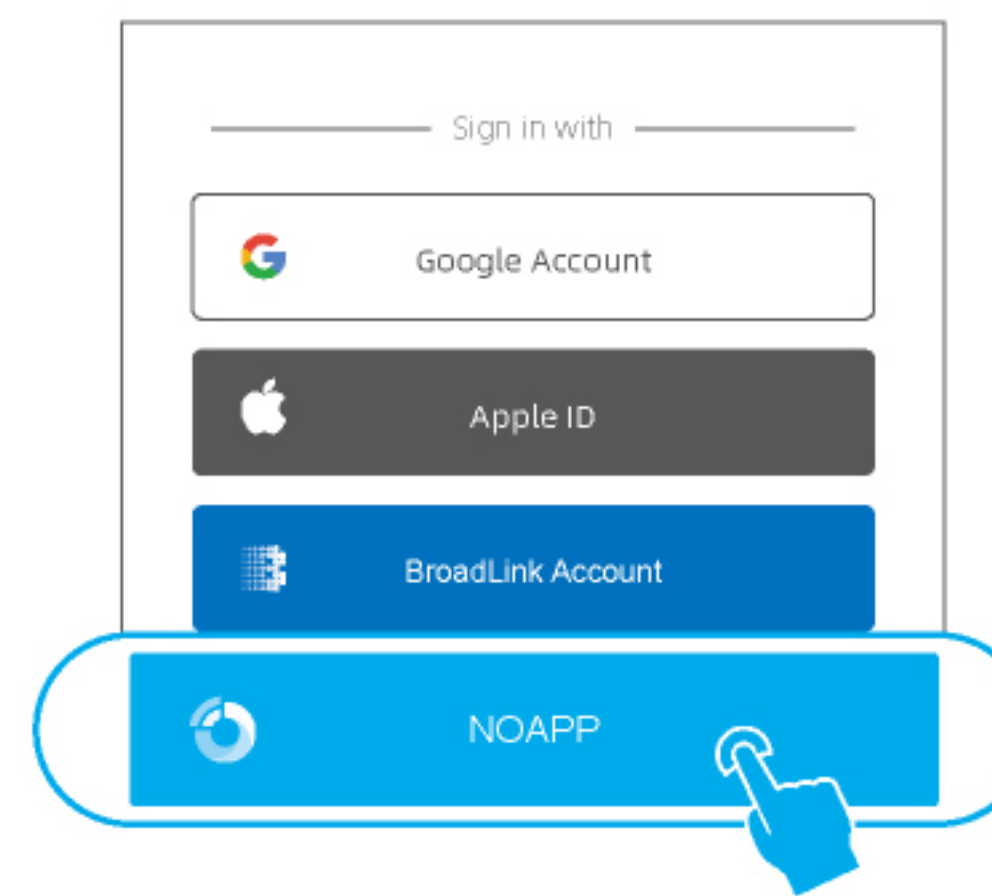 Sign in with
Google Account
Apple ID
BroadLink Account
NOAPP